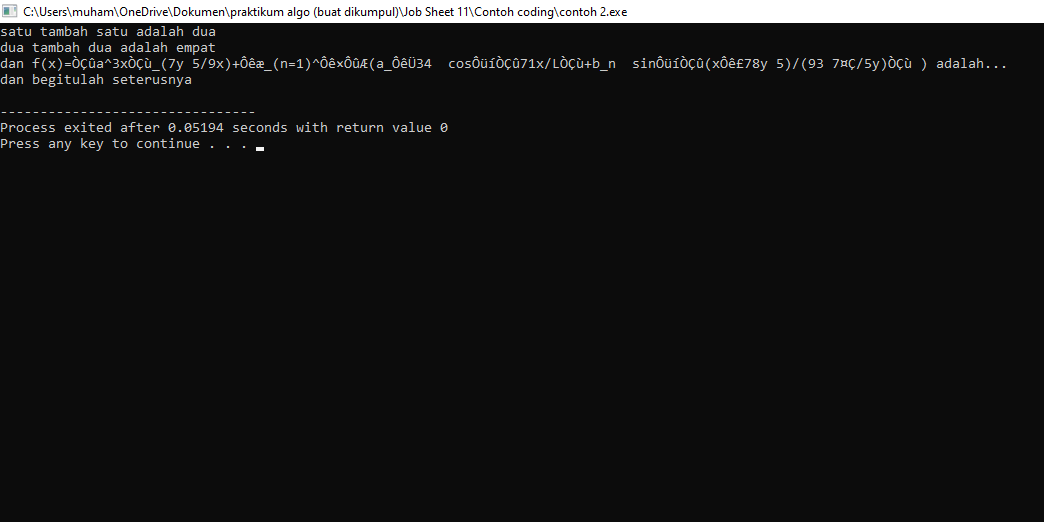 C:\Users\muham\OneDrive\Dokumen\praktikum algo (buat dikumpul)\Job Sheet 11\Contoh coding\contoh 2.exe
satu tambah satu adalah dua
dua tambah dua adalah empat
dan f(x)=ÒÇûa^3xÒÇù_(7y 5/9x)+Ôêæ_(n=1)^Ôê×ÔûÆ(a_ÔêÜ34  cosÔüíÒÇû71x/LÒÇù+b_n  sinÔüíÒÇû(xÔê£78y 5)/(93 7¤Ç/5y)ÒÇù ) adalah...
dan begitulah seterusnya
--------------------------------
Process exited after 0.05194 seconds with return value 0
Press any key to continue . . .